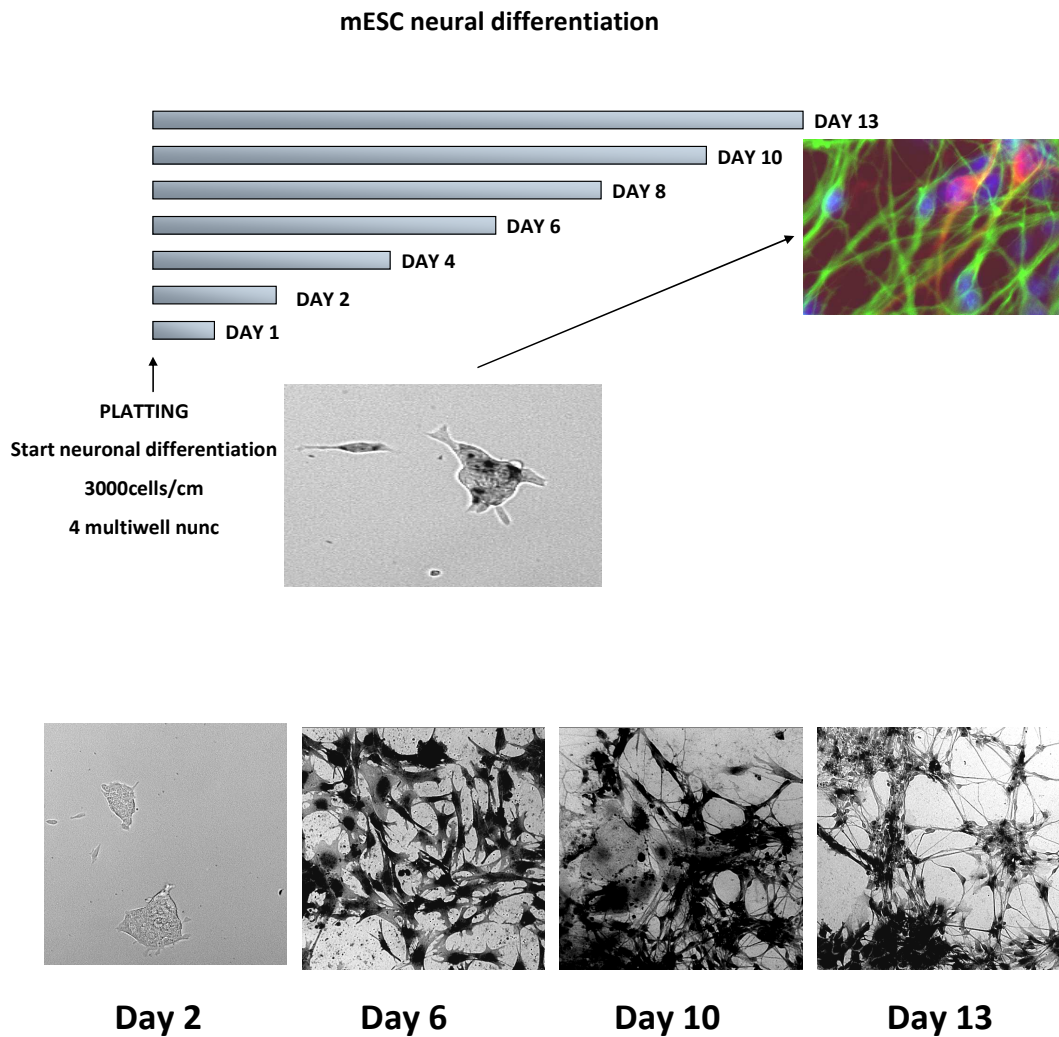 mESC neural differentiation
DAY 13
DAY 10
DAY 8
DAY 6
DAY 4
DAY 2
DAY 1
PLATTING
Start neuronal differentiation
3000cells/cm
4 multiwell nunc
Day 2
Day 6
Day 10
Day 13